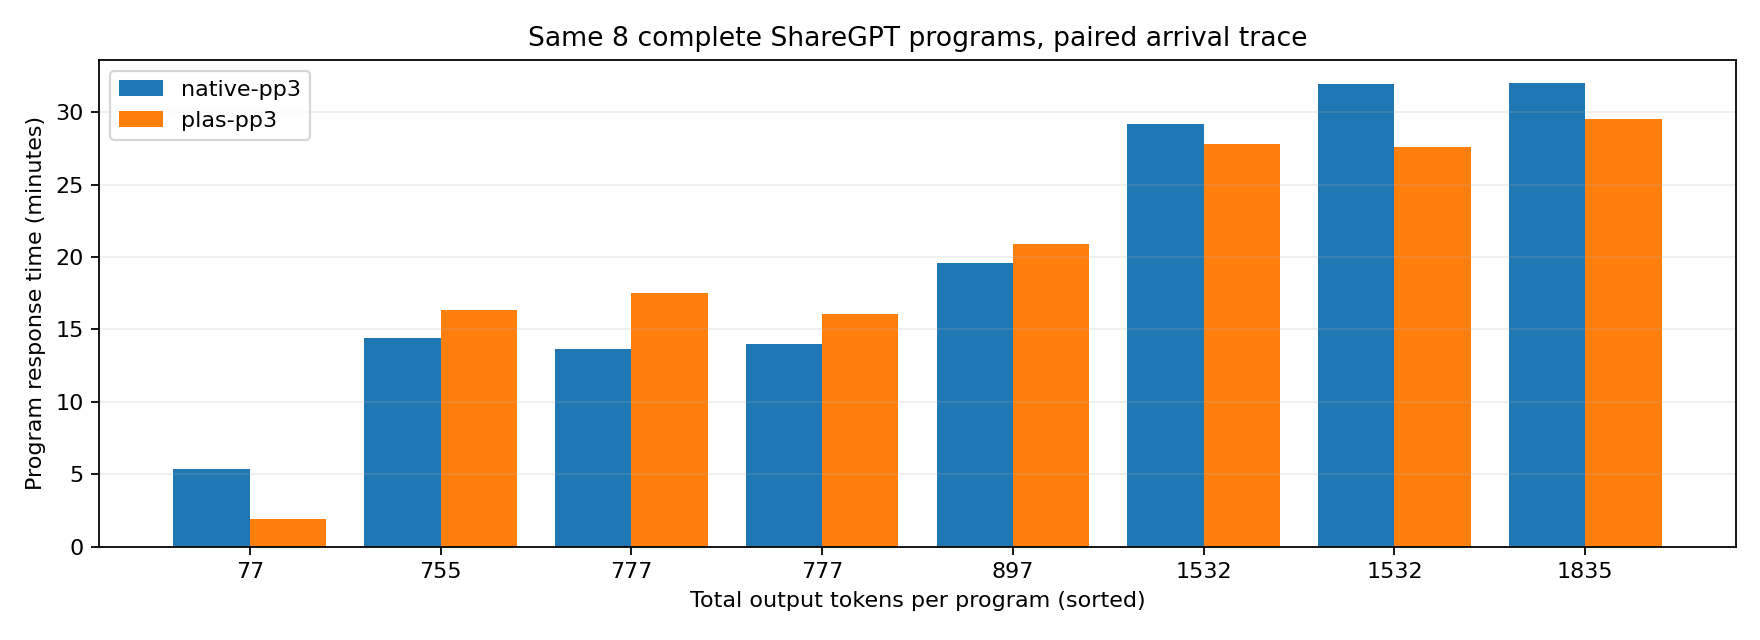 Same 8 complete ShareGPT programs, paired arrival trace
native-pp3
plas-pp3
Program response time (minutes)
30
25
20
15
10
5
0
77 755 777 777 897 1532 1532 1835
Total output tokens per program (sorted)